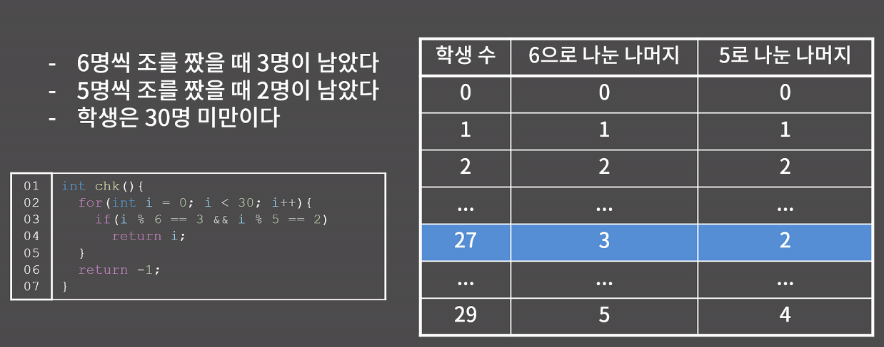 - 6명씩 조를 짰을 때 3명이 남았다
- 5명씩 조를 짰을 때 2명이 남았다
- 학생은 30명 미만이다
01 int chk(){
02 for(int i = 0; i < 30; i++){
03 if(i % 6 == 3 && i % 5 == 2)
04 return i;
05 }
06 return -1;
07 }
학생 수 6으로 나눈 나머지 5로 나눈 나머지
0 0 0
1 1 1
2 2 2
... ... ...
27 3 2
... ... ...
29 5 4